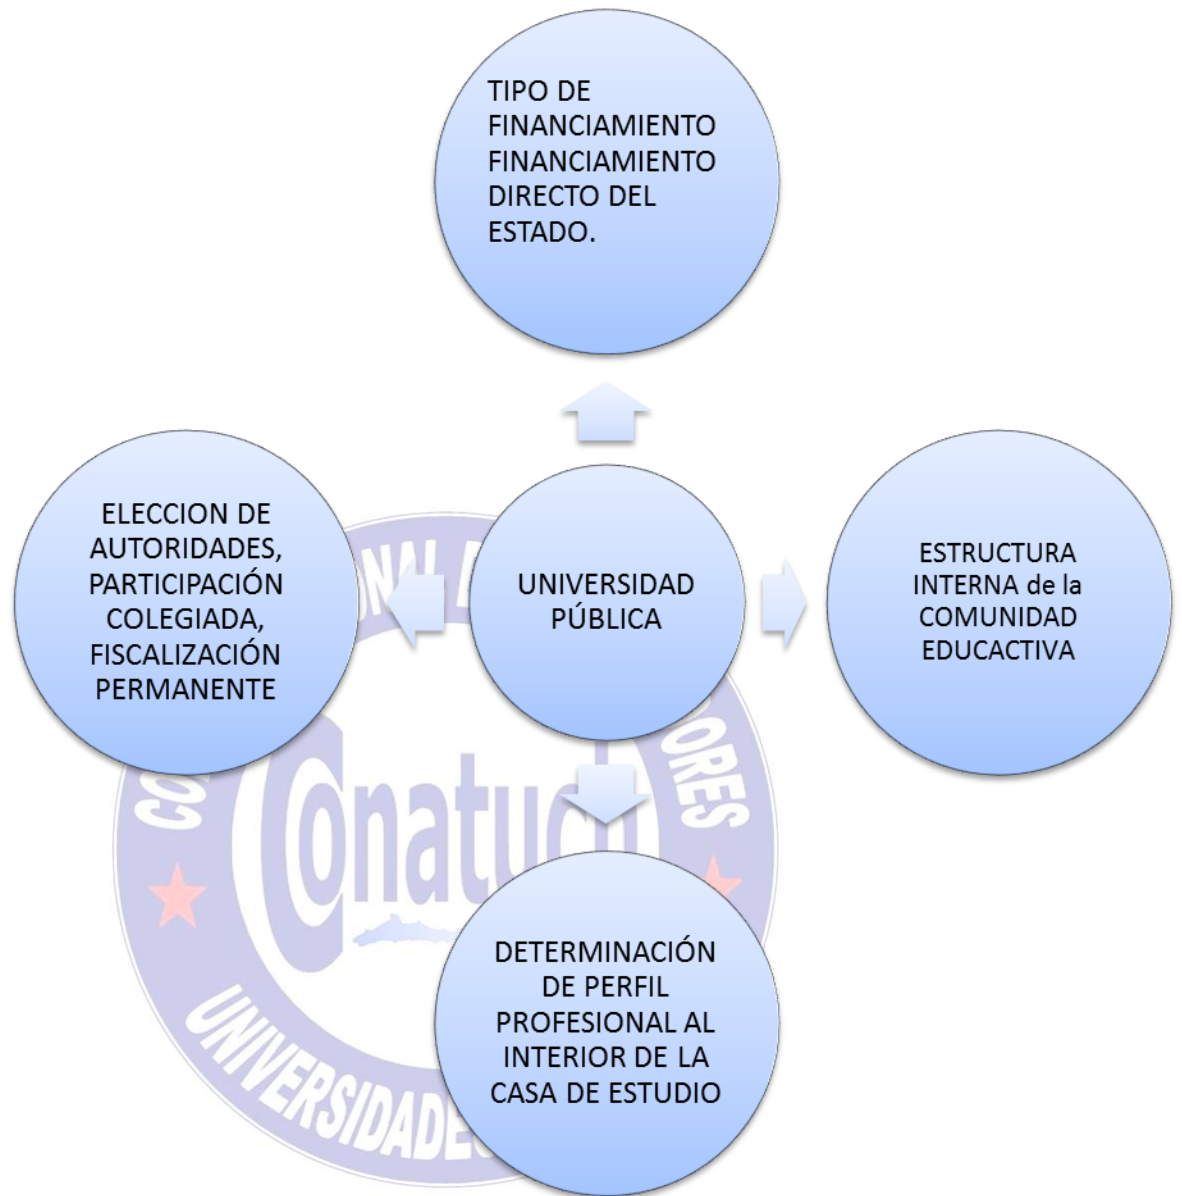 TIPO DE
FINANCIAMIENTO
FINANCIAMIENTO
DIRECTO DEL
ESTADO.
ELECCION DE
AUTORIDADES,
PARTICIPACIÓN
COLEGIADA,
FISCALIZACIÓN
PERMANENTE
UNIVERSIDAD
PÚBLICA
ESTRUCTURA
INTERNA de la
COMUNIDAD
EDUCACTIVA
DETERMINACIÓN
DE PERFIL
PROFESIONAL AL
INTERIOR DE LA
CASA DE ESTUDIO